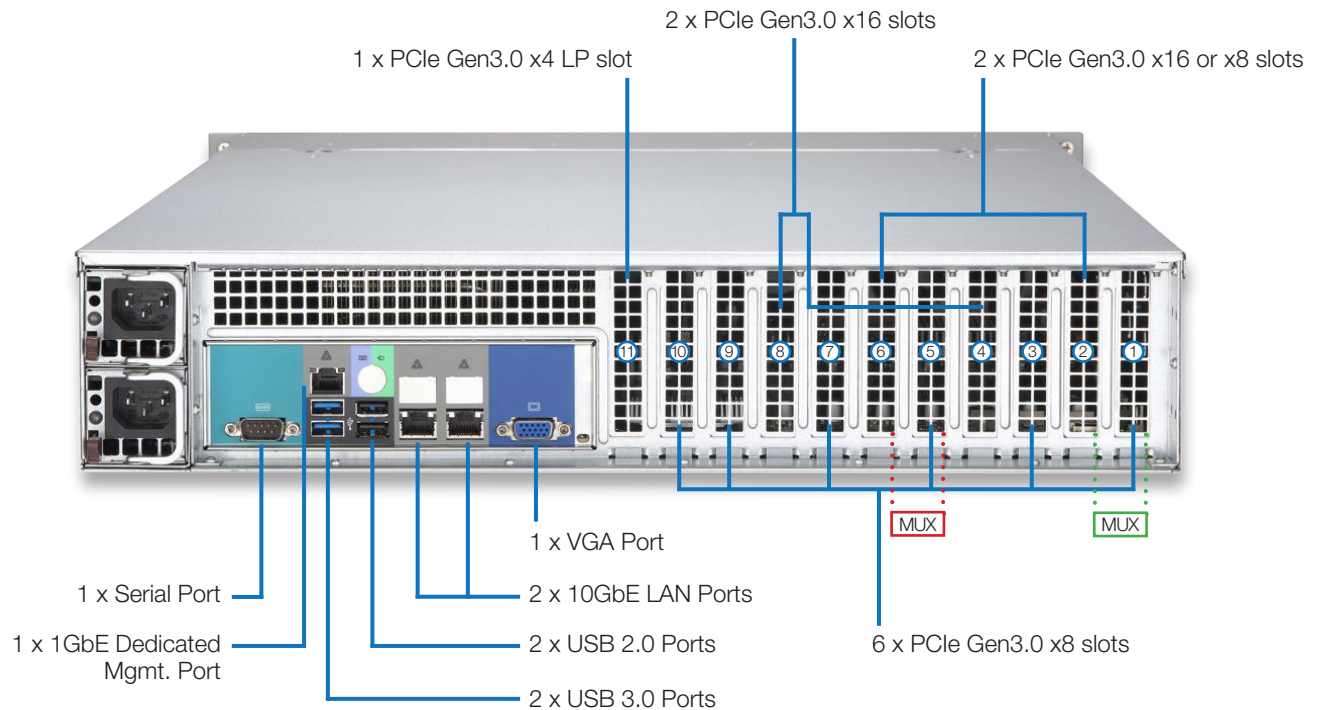 2 x PCIe Gen3.0 x16 slots
1 x PCIe Gen3.0 x4 LP slot
2 x PCIe Gen3.0 x16 or x8 slots
11 10 9 8 7 6 5 4 3 2 1
MUX
MUX
1 x VGA Port
1 x Serial Port
2 x 10GbE LAN Ports
1 x 1GbE Dedicated
Mgmt. Port
2 x USB 2.0 Ports
6 x PCIe Gen3.0 x8 slots
2 x USB 3.0 Ports